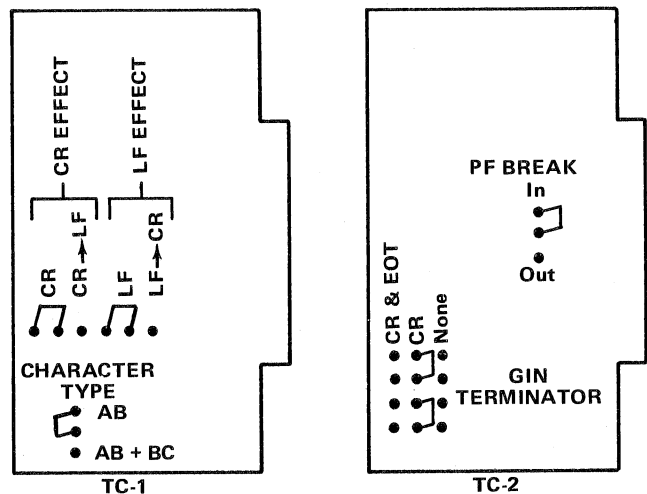 CR EFFECT
LF EFFECT
CR
CR→LF
LF
LF→CR
CHARACTER
TYPE
AB
AB + BC
TC-1
PF BREAK
In
Out
CR & EOT
CR
None
GIN
TERMINATOR
TC-2